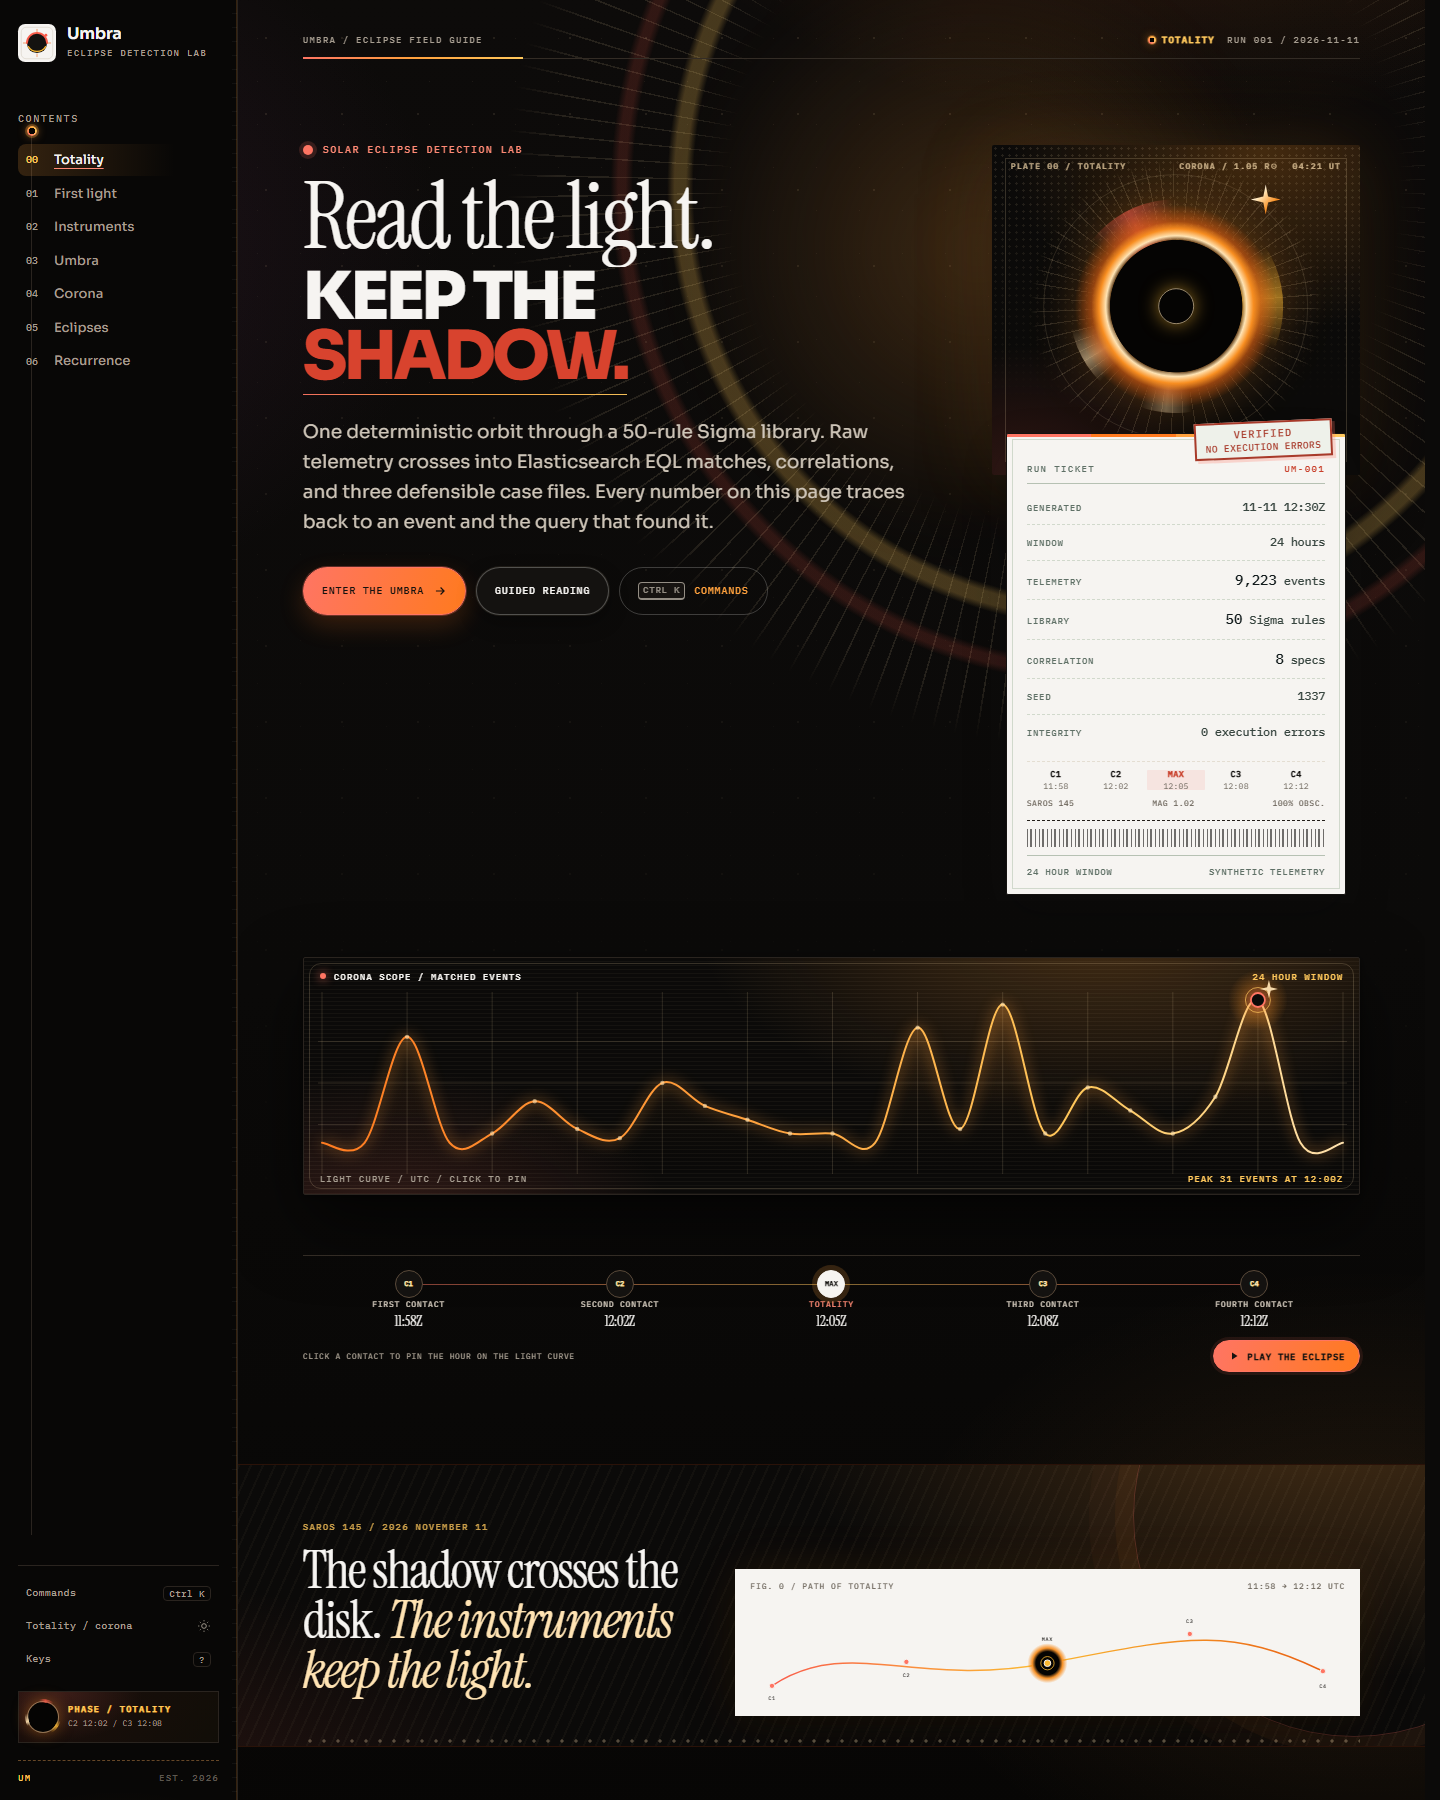 Umbra
ECLIPSE DETECTION LAB
CONTENTS
00 Totality
01 First light
02 Instruments
03 Umbra
04 Corona
05 Eclipses
06 Recurrence
Commands Ctrl K
Totality / corona
Keys ?
PHASE / TOTALITY
C2 12:02 / C3 12:08
UM EST. 2026
UMBRA / ECLIPSE FIELD GUIDE
TOTALITY RUN 001 / 2026-11-11
SOLAR ECLIPSE DETECTION LAB
Read the light.
KEEP THE
SHADOW.
One deterministic orbit through a 50-rule Sigma library. Raw
telemetry crosses into Elasticsearch EQL matches, correlations,
and three defensible case files. Every number on this page traces
back to an event and the query that found it.
ENTER THE UMBRA →
GUIDED READING
CTRL K COMMANDS
PLATE 00 / TOTALITY CORONA / 1.05 R☉ 04:21 UT
VERIFIED
NO EXECUTION ERRORS
RUN TICKET UM-001
GENERATED 11-11 12:30Z
WINDOW 24 hours
TELEMETRY 9,223 events
LIBRARY 50 Sigma rules
CORRELATION 8 specs
SEED 1337
INTEGRITY 0 execution errors
C1 C2 MAX C3 C4
11:58 12:02 12:05 12:08 12:12
SAROS 145 MAG 1.02 100% OBSC.
24 HOUR WINDOW SYNTHETIC TELEMETRY
CORONA SCOPE / MATCHED EVENTS 24 HOUR WINDOW
LIGHT CURVE / UTC / CLICK TO PIN PEAK 31 EVENTS AT 12:00Z
C1 C2 MAX C3 C4
FIRST CONTACT SECOND CONTACT TOTALITY THIRD CONTACT FOURTH CONTACT
11:58Z 12:02Z 12:05Z 12:08Z 12:12Z
CLICK A CONTACT TO PIN THE HOUR ON THE LIGHT CURVE
PLAY THE ECLIPSE
SAROS 145 / 2026 NOVEMBER 11
The shadow crosses the
disk. The instruments
keep the light.
FIG. 0 / PATH OF TOTALITY 11:58 → 12:12 UTC
C1
C2
MAX
C3
C4